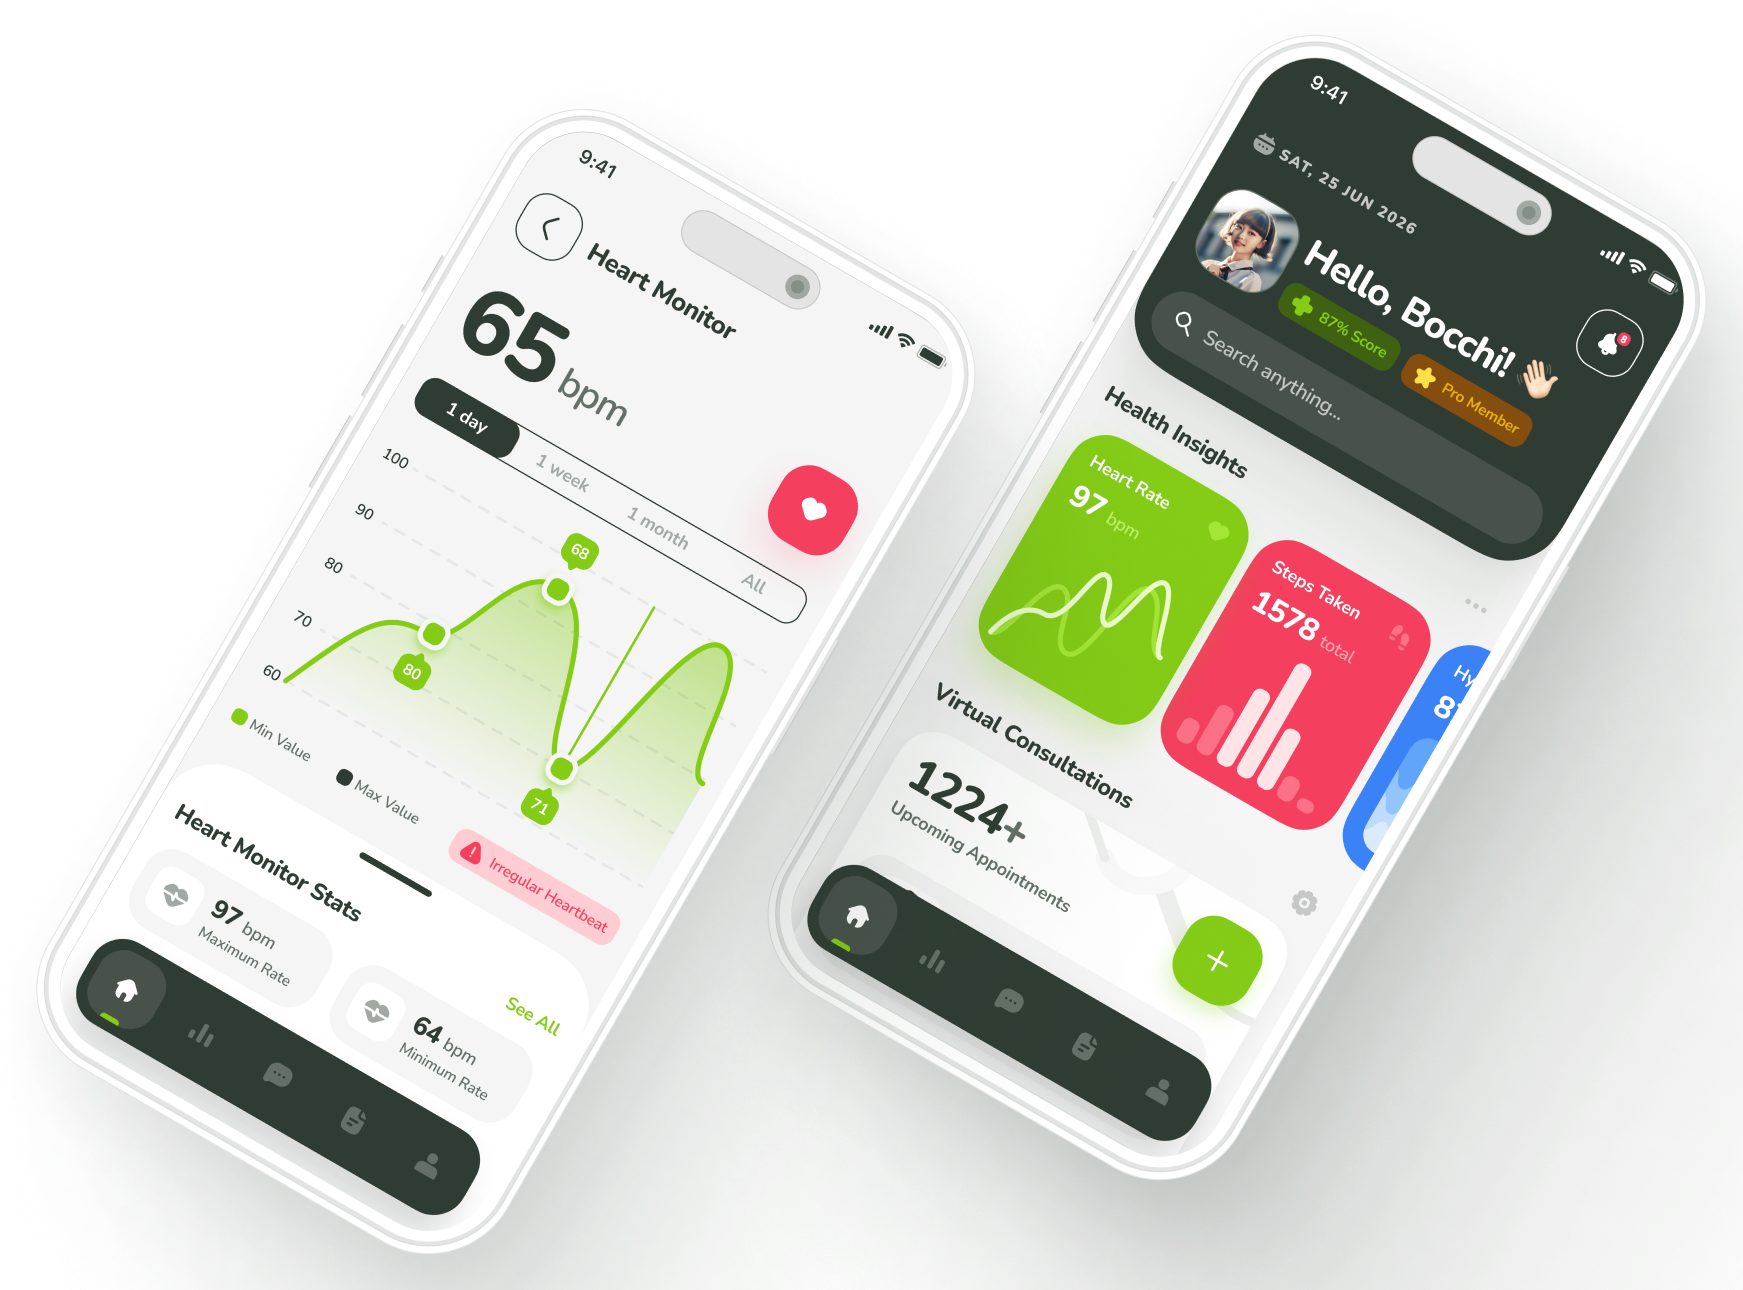 9:41
Heart Monitor
65 bpm
1 day
1 week
1 month
All
100
90
80
70
60
68
80
71
Min Value
Max Value
Irregular Heartbeat
Heart Monitor Stats
See All
97 bpm
Maximum Rate
64 bpm
Minimum Rate
9:41
SAT, 25 JUN 2026
Hello, Bocchi! 👋🏻
8
87% Score
Pro Member
Search anything...
Health Insights
Heart Rate
97 bpm
Steps Taken
1578 total
Virtual Consultations
1224+
Upcoming Appointments